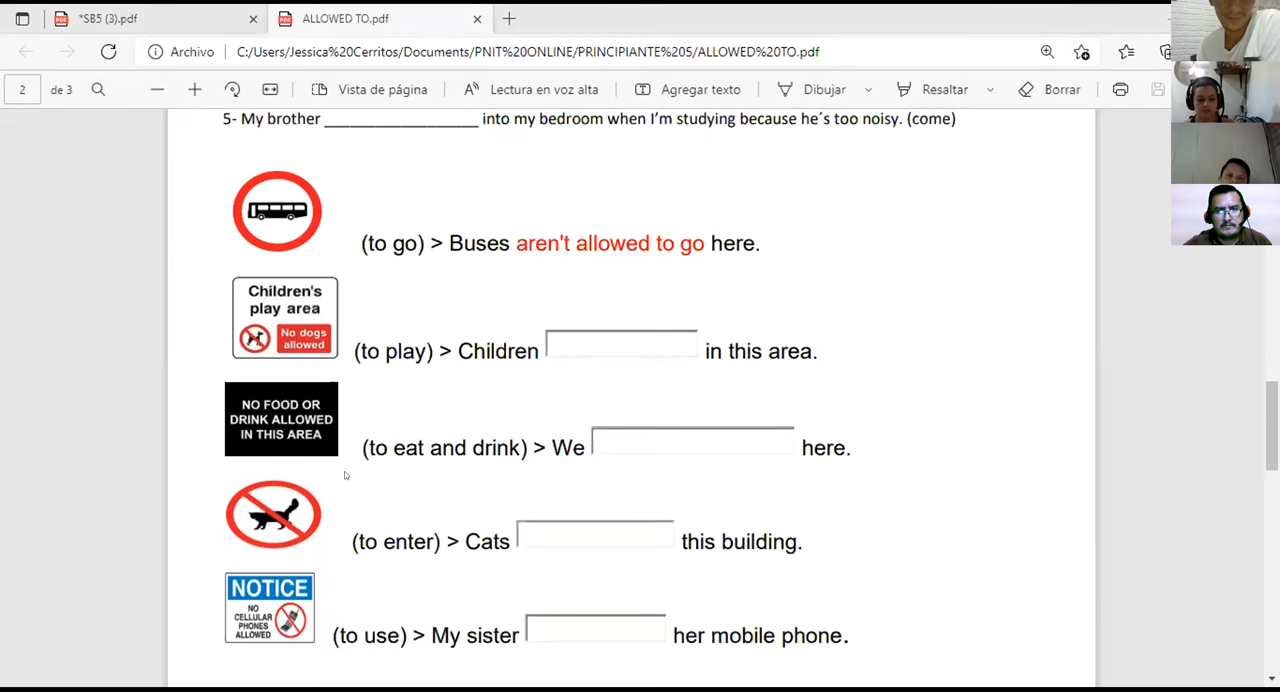 *SB5 (3).pdf
ALLOWED TO.pdf
Archivo
C:/Users/Jessica%20Cerritos/Documents/PNIT%20ONLINE/PRINCIPIANTE%205/ALLOWED%20TO.pdf
2 de 3
Vista de página
Lectura en voz alta
Agregar texto
Dibujar
Resaltar
Borrar
5- My brother __________________ into my bedroom when I'm studying because he´s too noisy. (come)
(to go) > Buses aren't allowed to go here.
Children's
play area
No dogs
allowed
(to play) > Children in this area.
NO FOOD OR
DRINK ALLOWED
IN THIS AREA
(to eat and drink) > We here.
(to enter) > Cats this building.
NOTICE
NO
CELLULAR
PHONES
ALLOWED
(to use) > My sister her mobile phone.